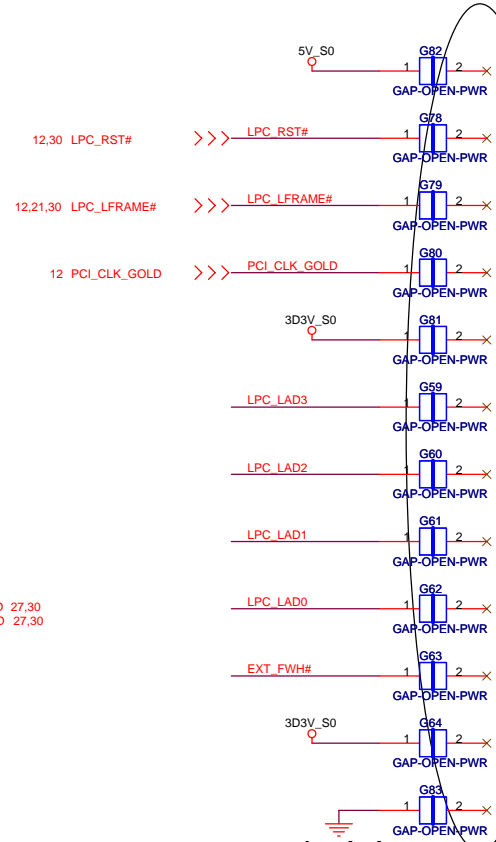 5V_S0
G82
1 2
GAP-OPEN-PWR
G78
12,30 LPC_RST# LPC_RST# 1 2
GAP-OPEN-PWR
G79
12,21,30 LPC_LFRAME# LPC_LFRAME# 1 2
GAP-OPEN-PWR
G80
12 PCI_CLK_GOLD PCI_CLK_GOLD 1 2
GAP-OPEN-PWR
3D3V_S0
G81
1 2
GAP-OPEN-PWR
G59
LPC_LAD3 1 2
GAP-OPEN-PWR
G60
LPC_LAD2 1 2
GAP-OPEN-PWR
G61
LPC_LAD1 1 2
GAP-OPEN-PWR
G62
27,30 LPC_LAD0 1 2
27,30
GAP-OPEN-PWR
G63
EXT_FWH# 1 2
GAP-OPEN-PWR
3D3V_S0
G64
1 2
GAP-OPEN-PWR
G83
1 2
GAP-OPEN-PWR